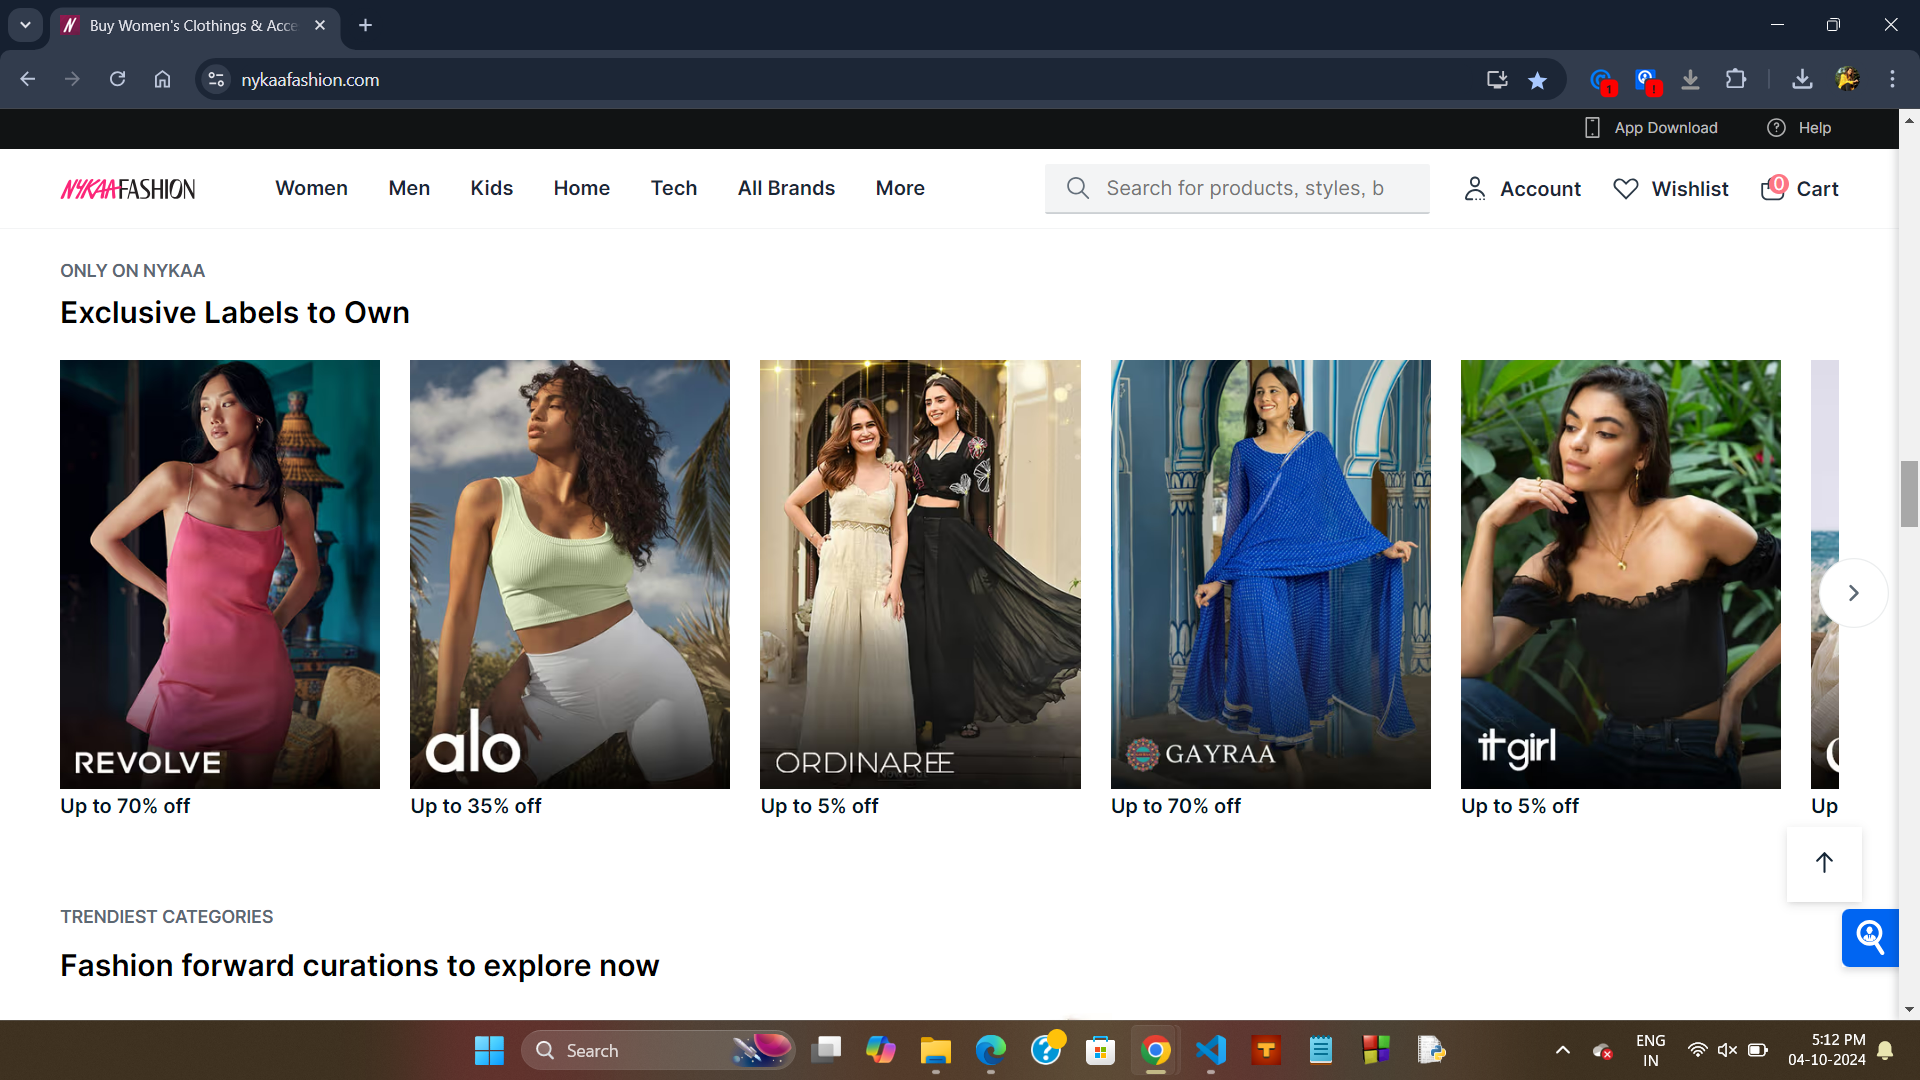 Buy Women's Clothings & Acce
nykaafashion.com
1
!
App Download
Help
NYKAA FASHION
Women
Men
Kids
Home
Tech
All Brands
More
Search for products, styles, b
Account
Wishlist
0
Cart
ONLY ON NYKAA
Exclusive Labels to Own
REVOLVE
alo
ORDINAREE
GAYRAA
itgirl
Up to 70% off
Up to 35% off
Up to 5% off
Up to 70% off
Up to 5% off
Up
TRENDIEST CATEGORIES
Fashion forward curations to explore now
Search
ENG
IN
5:12 PM
04-10-2024